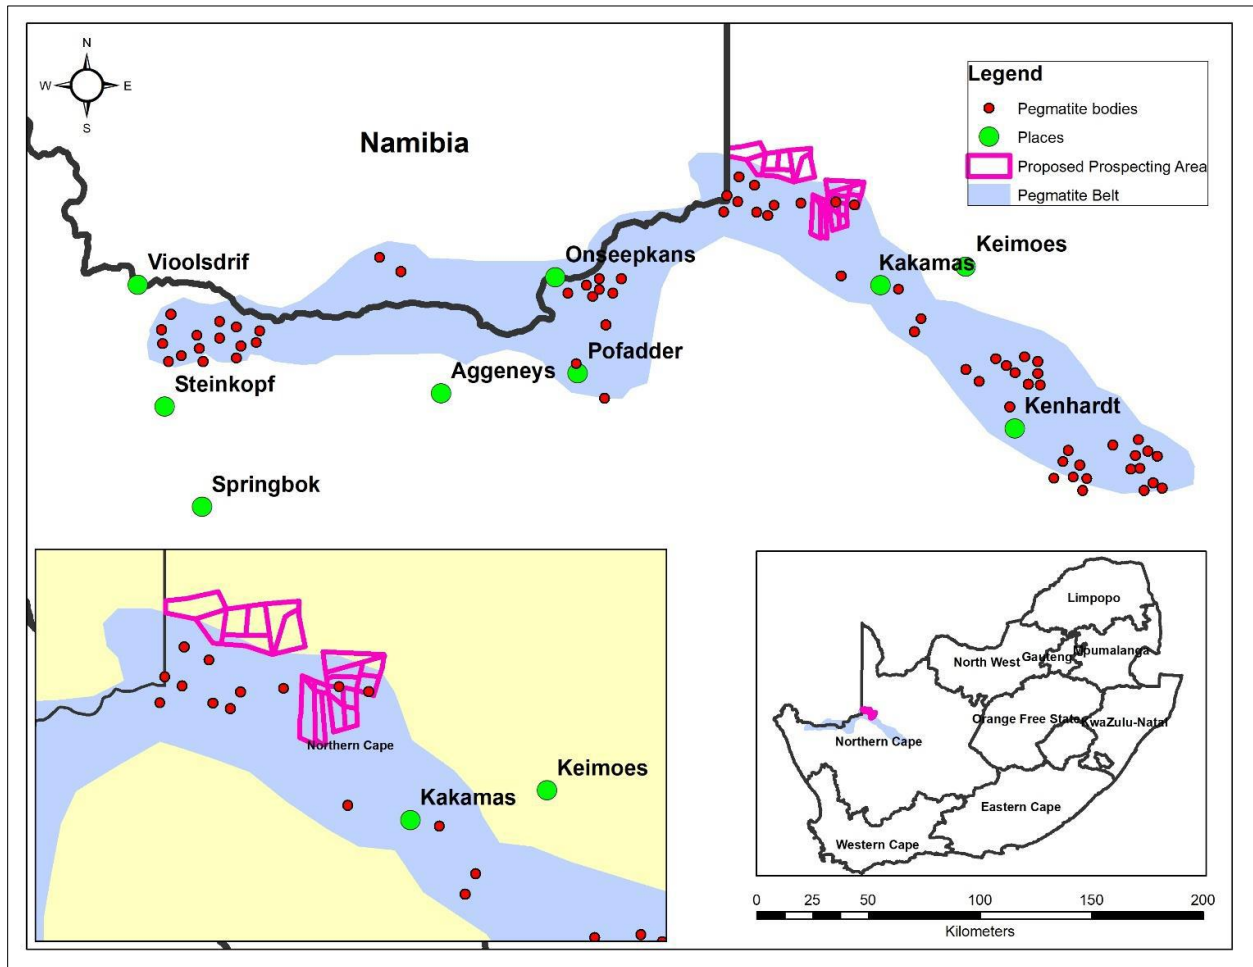 N
W E
S
Namibia
Legend
Pegmatite bodies
Places
Proposed Prospecting Area
Pegmatite Belt
Vioolsdrif
Onseepkans
Keimoes
Kakamas
Pofadder
Aggeneys
Steinkopf
Kenhardt
Springbok
Northern Cape
Keimoes
Kakamas
Limpopo
North West
Gauteng
Mpumalanga
Orange Free State
KwaZulu-Natal
Northern Cape
Eastern Cape
Western Cape
0 25 50 100 150 200
Kilometers